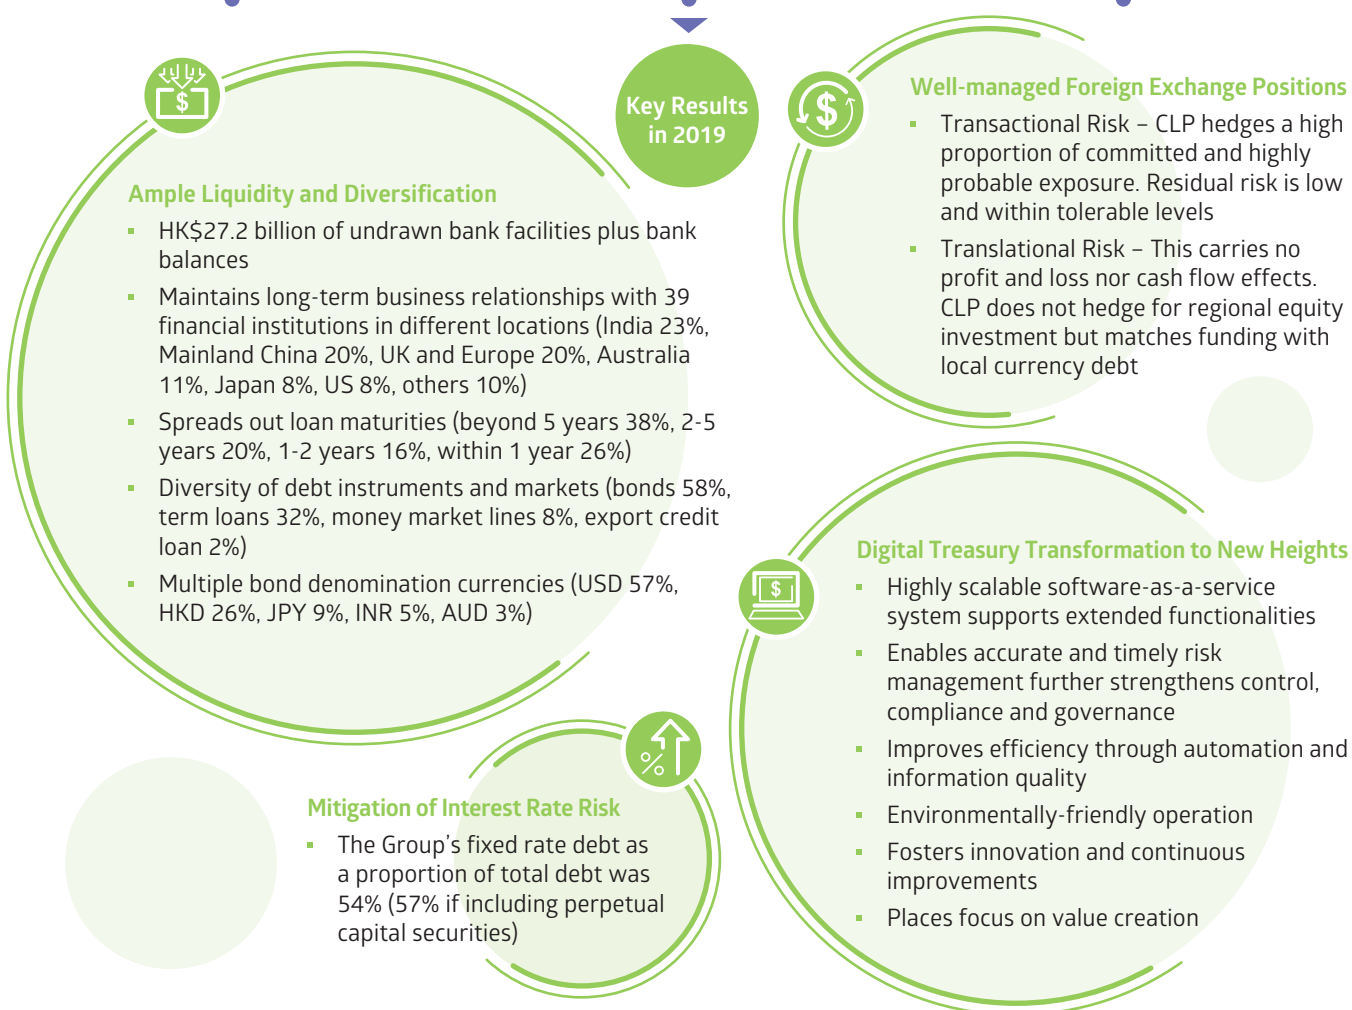 Key Results
in 2019
Ample Liquidity and Diversification
▪ HK$27.2 billion of undrawn bank facilities plus bank
balances
▪ Maintains long-term business relationships with 39
financial institutions in different locations (India 23%,
Mainland China 20%, UK and Europe 20%, Australia
11%, Japan 8%, US 8%, others 10%)
▪ Spreads out loan maturities (beyond 5 years 38%, 2-5
years 20%, 1-2 years 16%, within 1 year 26%)
▪ Diversity of debt instruments and markets (bonds 58%,
term loans 32%, money market lines 8%, export credit
loan 2%)
▪ Multiple bond denomination currencies (USD 57%,
HKD 26%, JPY 9%, INR 5%, AUD 3%)
Mitigation of Interest Rate Risk
▪ The Group's fixed rate debt as
a proportion of total debt was
54% (57% if including perpetual
capital securities)
Well-managed Foreign Exchange Positions
▪ Transactional Risk – CLP hedges a high
proportion of committed and highly
probable exposure. Residual risk is low
and within tolerable levels
▪ Translational Risk – This carries no
profit and loss nor cash flow effects.
CLP does not hedge for regional equity
investment but matches funding with
local currency debt
Digital Treasury Transformation to New Heights
▪ Highly scalable software-as-a-service
system supports extended functionalities
▪ Enables accurate and timely risk
management further strengthens control,
compliance and governance
▪ Improves efficiency through automation and
information quality
▪ Environmentally-friendly operation
▪ Fosters innovation and continuous
improvements
▪ Places focus on value creation